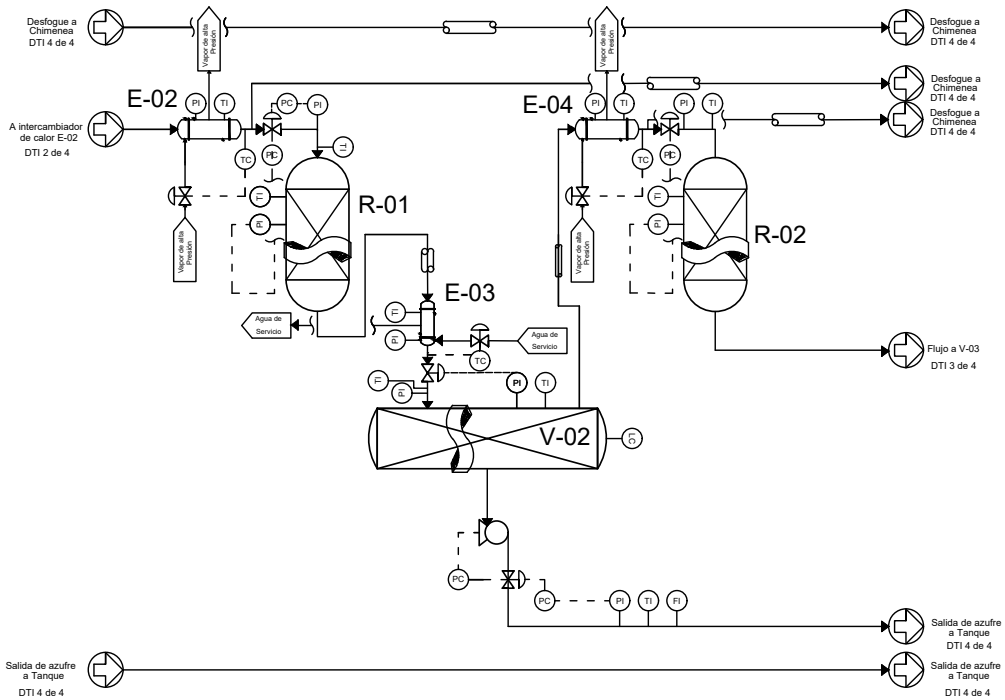 Desfogue a
Chimenea
DTI 4 de 4
Vapor de alta
Presión
Vapor de alta
Presión
Desfogue a
Chimenea
DTI 4 de 4
Desfogue a
Chimenea
DTI 4 de 4
Desfogue a
Chimenea
DTI 4 de 4
E-02
PI
TI
PC
PI
E-04
PI
TI
PI
TI
A intercambiador
de calor E-02
DTI 2 de 4
TI
TC
PC
TC
PC
TI
PI
R-01
TI
PI
R-02
Vapor de alta
Presión
Vapor de alta
Presión
E-03
TI
PI
Agua de
Servicio
Agua de
Servicio
TC
Flujo a V-03
DTI 3 de 4
TI
PI
PI
TI
V-02
LC
PC
PC
PI
TI
FI
Salida de azufre
a Tanque
DTI 4 de 4
Salida de azufre
a Tanque
DTI 4 de 4
Salida de azufre
a Tanque
DTI 4 de 4